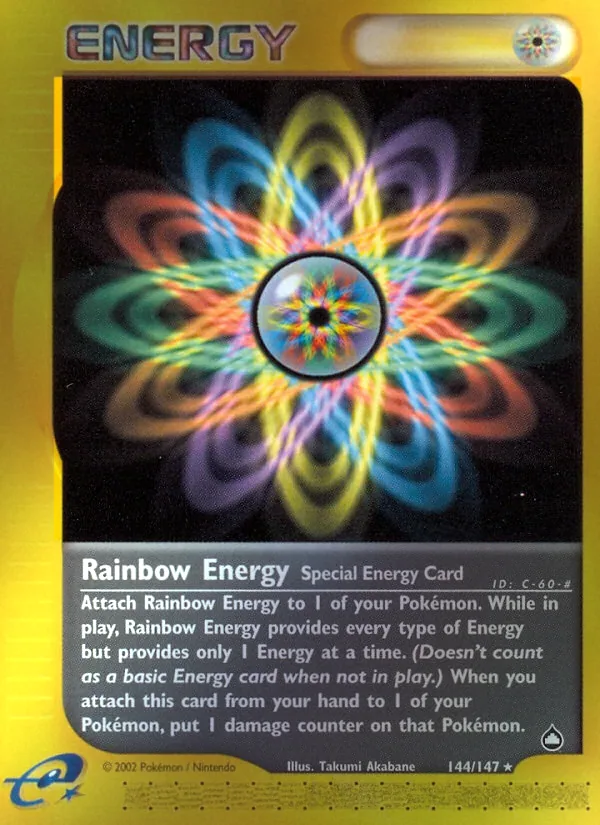 ENERGY
Rainbow Energy Special Energy Card
ID: C-60-#
Attach Rainbow Energy to 1 of your Pokémon. While in
play, Rainbow Energy provides every type of Energy
but provides only 1 Energy at a time. (Doesn't count
as a basic Energy card when not in play.) When you
attach this card from your hand to 1 of your
Pokémon, put 1 damage counter on that Pokémon.
© 2002 Pokémon / Nintendo Illus. Takumi Akabane 144/147 ★
e